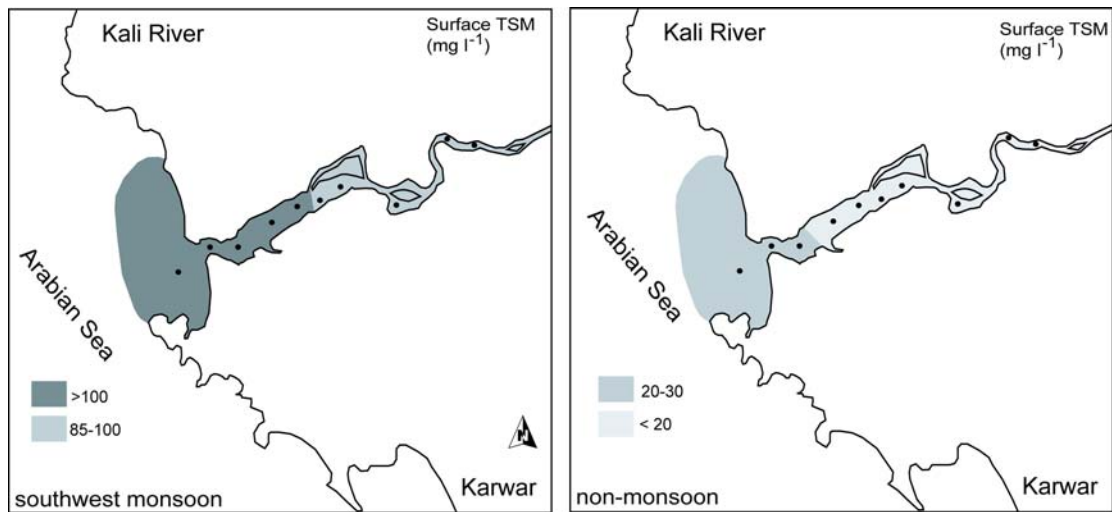 Kali River
Surface TSM
(mg l-1)
Arabian Sea
>100
85-100
N
southwest monsoon
Karwar
Kali River
Surface TSM
(mg l-1)
Arabian Sea
20-30
< 20
non-monsoon
Karwar